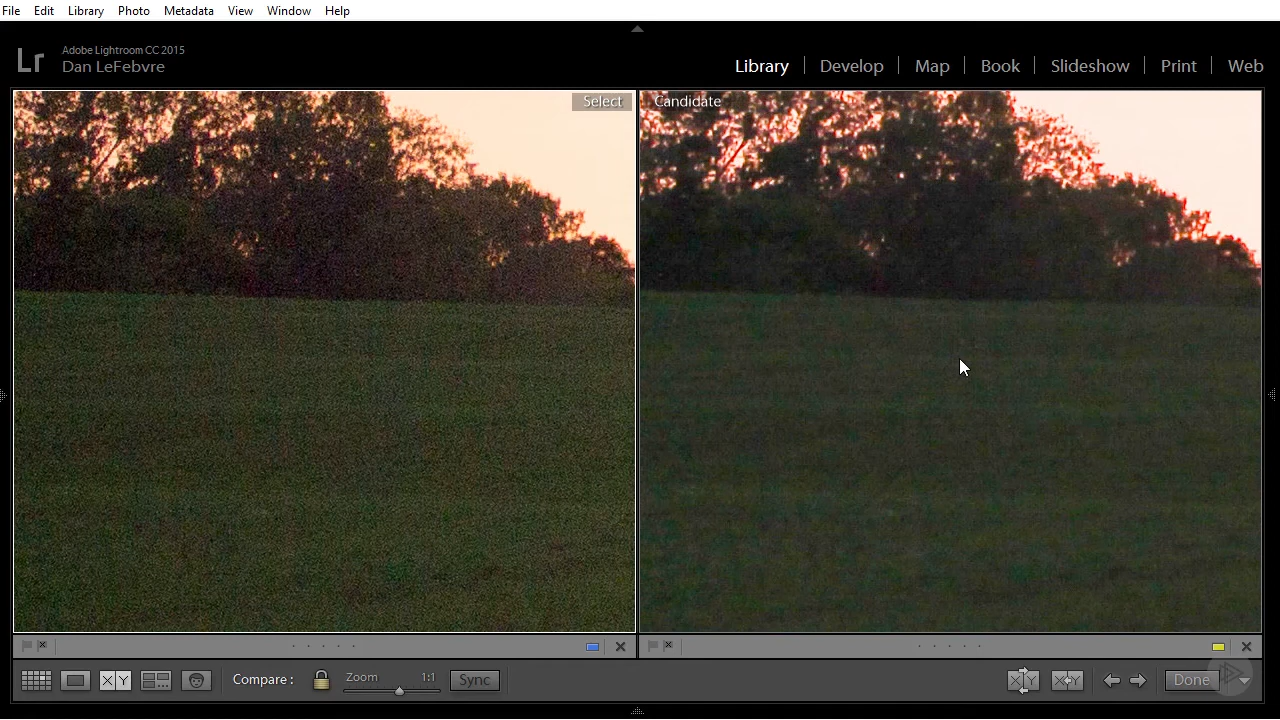 File Edit Library Photo Metadata View Window Help
Lr
Adobe Lightroom CC 2015
Dan LeFebvre
Library Develop Map Book Slideshow Print Web
Select
Candidate
X Y
Compare :
Zoom
1:1
Sync
X Y
X Y
Done